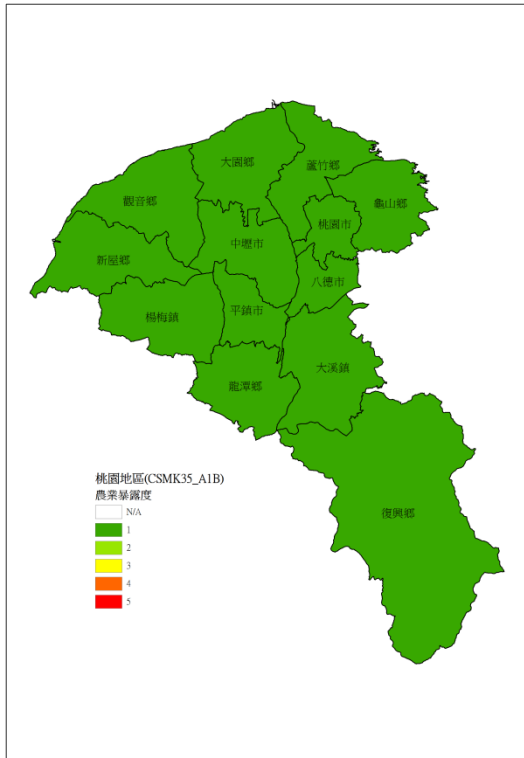 大園鄉
蘆竹鄉
觀音鄉
龜山鄉
桃園市
中壢市
新屋鄉
八德市
楊梅鎮
平鎮市
大溪鎮
龍潭鄉
復興鄉
桃園地區(CSMK35_A1B)
農業暴露度
N/A
1
2
3
4
5